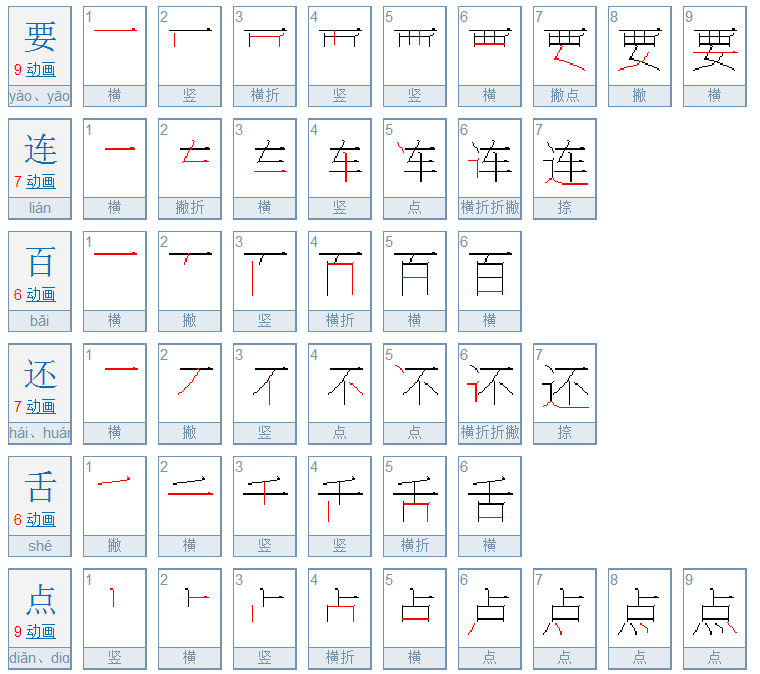 要 1 2 3 4 5 6 7 8 9
9 动画
yào、yāo 横 竖 横折 竖 竖 横 撇点 撇 横
连 1 2 3 4 5 6 7
7 动画
lián 横 撇折 横 竖 点 横折折撇 捺
百 1 2 3 4 5 6
6 动画
bǎi 横 撇 竖 横折 横 横
还 1 2 3 4 5 6 7
7 动画
hái、huán 横 撇 竖 点 点 横折折撇 捺
舌 1 2 3 4 5 6
6 动画
shé 撇 横 竖 竖 横折 横
点 1 2 3 4 5 6 7 8 9
9 动画
diǎn、diɑ 竖 横 竖 横折 横 点 点 点 点